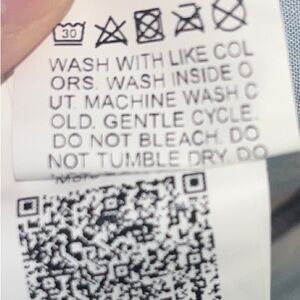 30
WASH WITH LIKE COL
ORS. WASH INSIDE O
UT. MACHINE WASH C
OLD. GENTLE CYCLE.
DO NOT BLEACH. DO
NOT TUMBLE DRY. DO